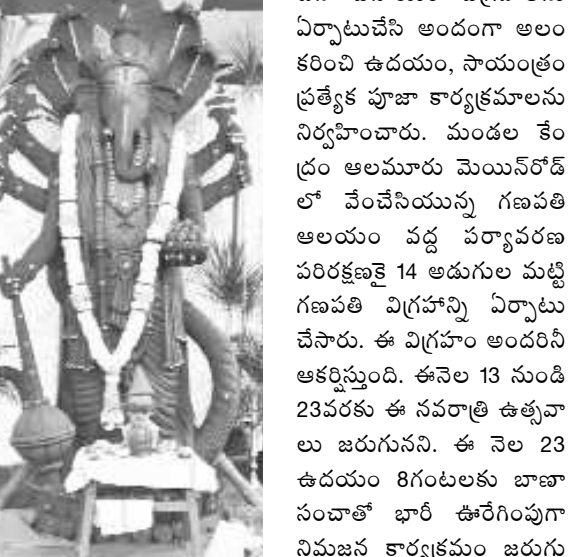 ఏర్పాటుచేసి అందంగా అలం
కరించి ఉదయం, సాయంత్రం
ప్రత్యేక పూజా కార్యక్రమాలను
నిర్వహించారు. మండల కేం
ద్రం ఆలమూరు మెయిన్‌రోడ్
లో వేంచేసియున్న గణపతి
ఆలయం వద్ద పర్యావరణ
పరిరక్షణకై 14 అడుగుల మట్టి
గణపతి విగ్రహాన్ని ఏర్పాటు
చేసారు. ఈ విగ్రహం అందరినీ
ఆకర్షిస్తుంది. ఈనెల 13 నుండి
23వరకు ఈ నవరాత్రి ఉత్సవా
లు జరుగునని. ఈ నెల 23
ఉదయం 8గంటలకు బాణా
సంచాతో భారీ ఊరేగింపుగా
నిమజన కార్యక్రమం జరుగు